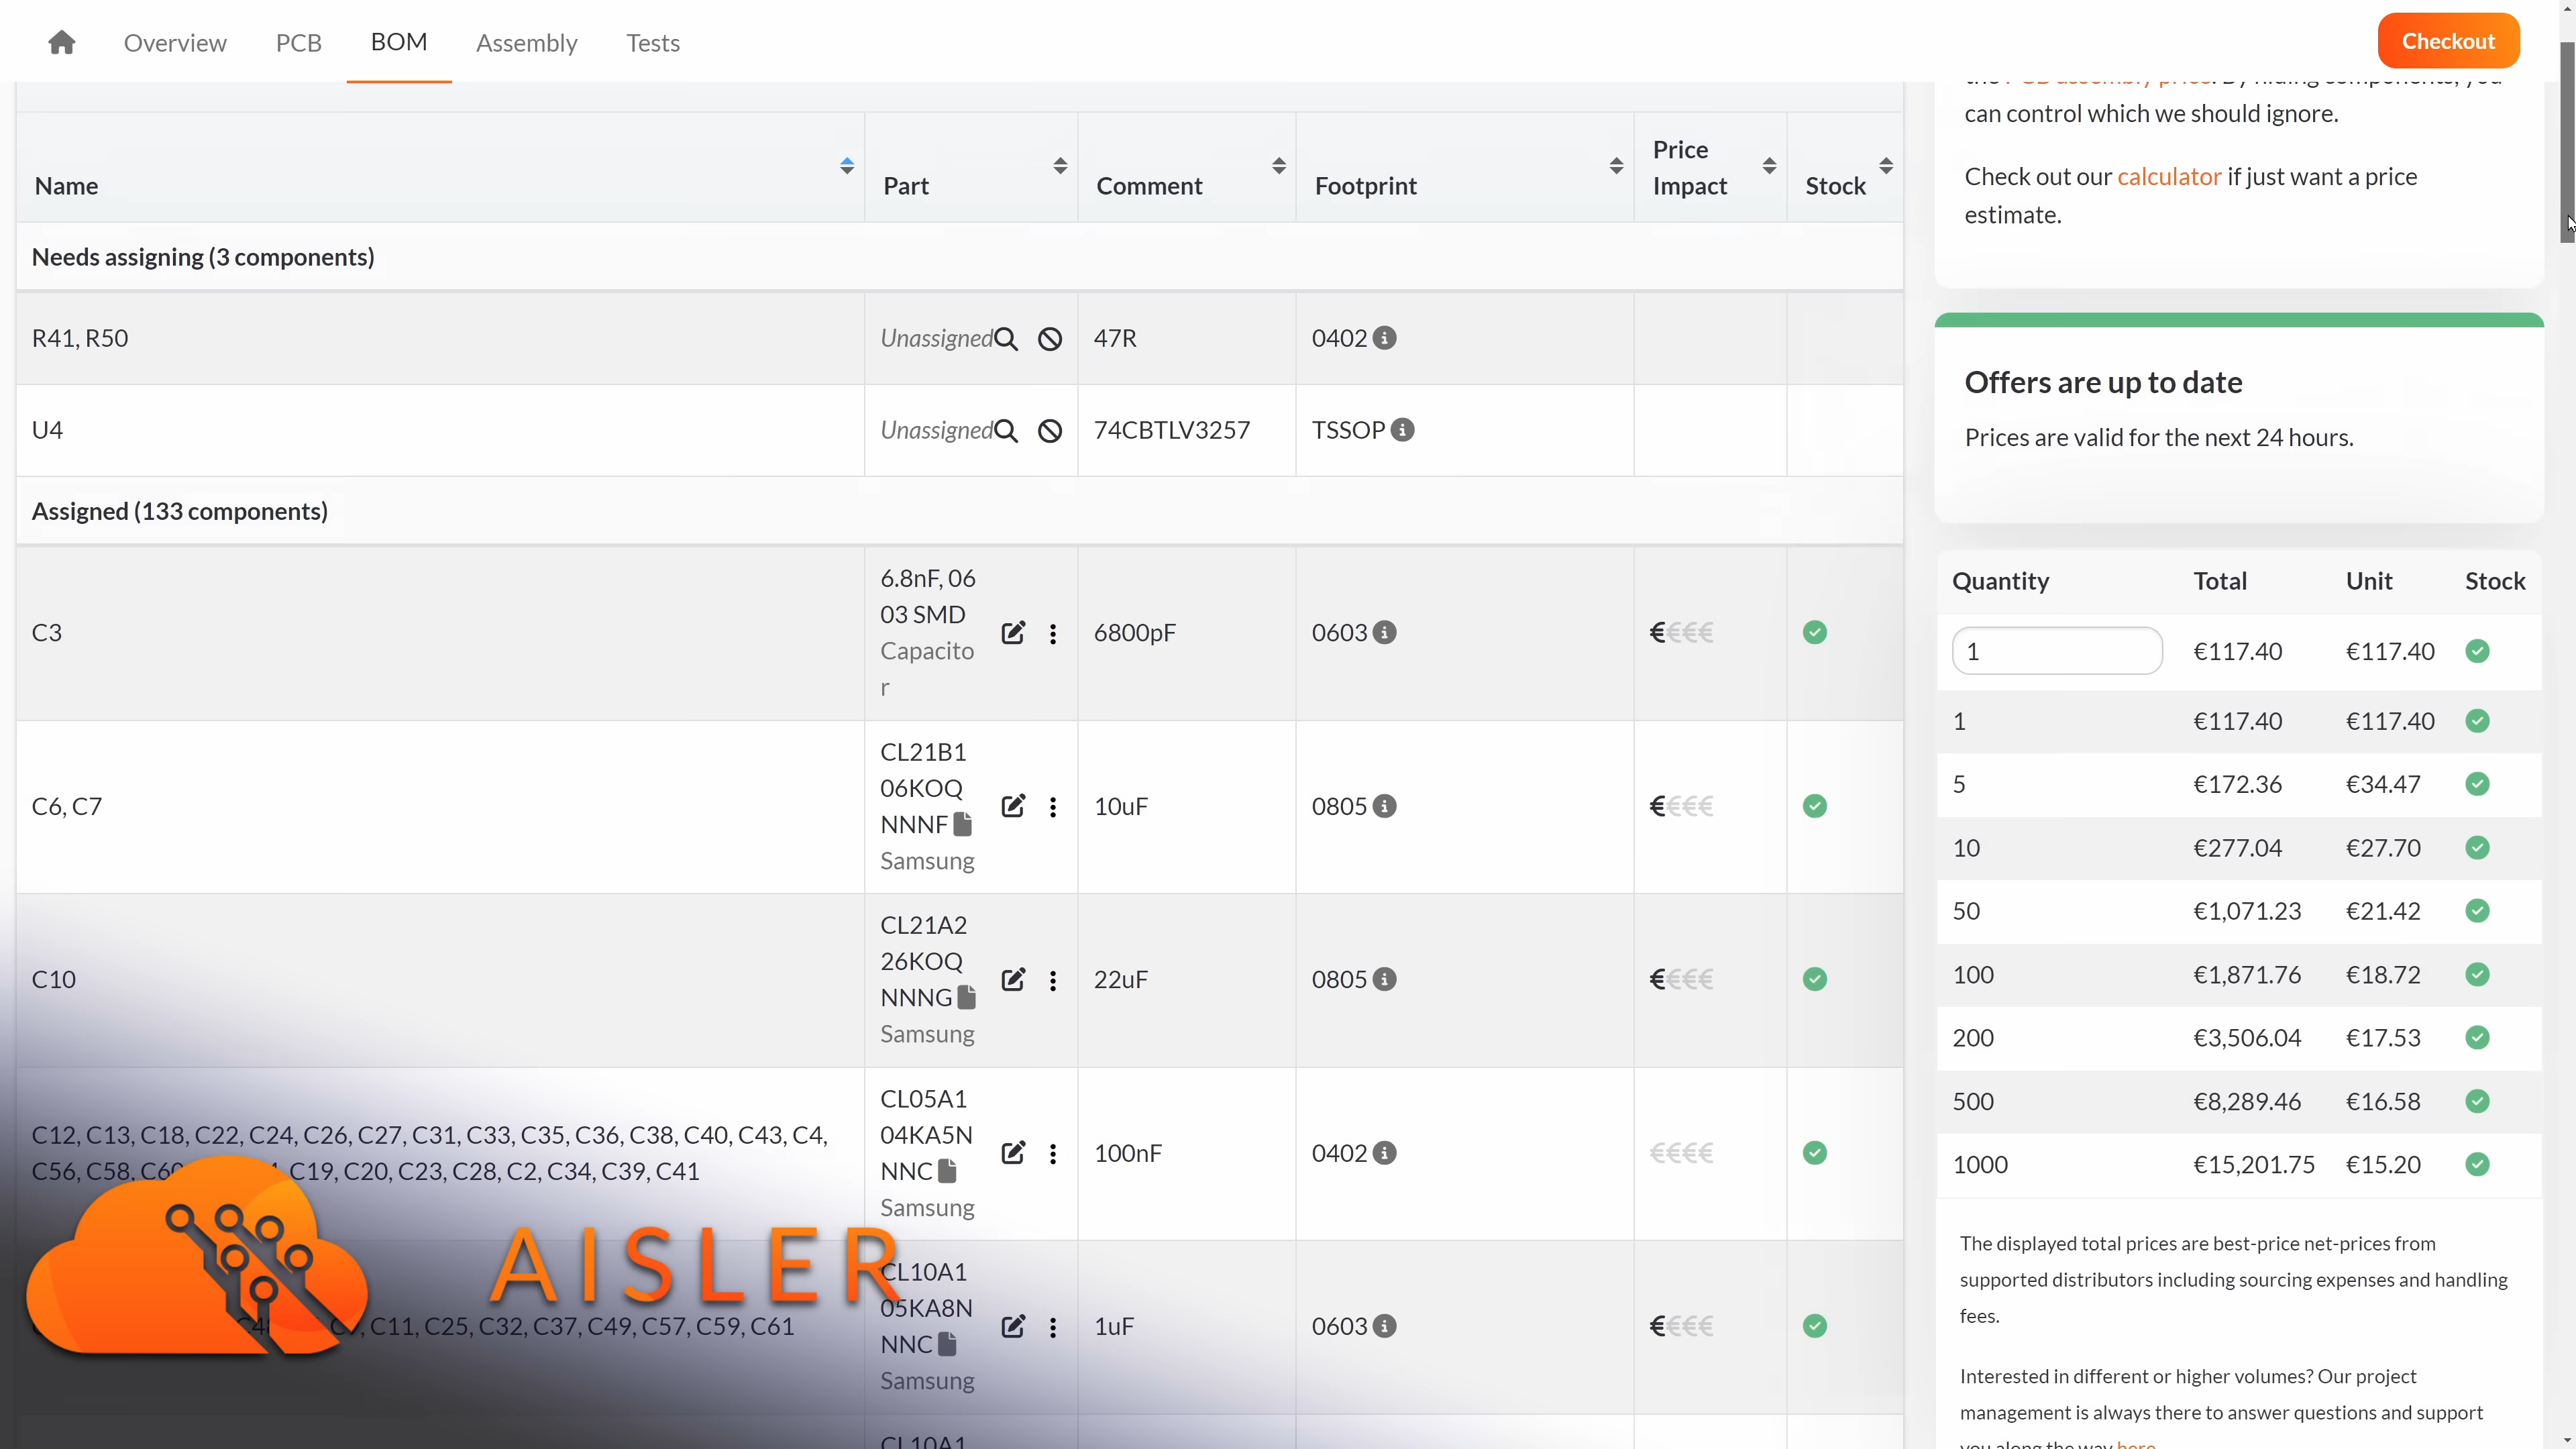 Overview PCB BOM Assembly Tests Checkout
can control which we should ignore.
Check out our calculator if just want a price
estimate.
Offers are up to date
Prices are valid for the next 24 hours.
Name Part Comment Footprint Price Impact Stock
Needs assigning (3 components)
R41, R50 Unassigned 47R 0402
U4 Unassigned 74CBTLV3257 TSSOP
Assigned (133 components)
C3 6.8nF, 06
03 SMD
Capacito
r
6800pF 0603 €€€€
C6, C7 CL21B1
06KOQ
NNNF
Samsung
10uF 0805 €€€€
C10 CL21A2
26KOQ
NNNG
Samsung
22uF 0805 €€€€
C12, C13, C18, C22, C24, C26, C27, C31, C33, C35, C36, C38, C40, C43, C4,
C56, C58, C19, C20, C23, C28, C2, C34, C39, C41
CL05A1
04KA5N
NNC
Samsung
100nF 0402 €€€€
C11, C25, C32, C37, C49, C57, C59, C61
CL10A1
05KA8N
NNC
Samsung
1uF 0603 €€€€
CL10A1
AISLER
Quantity Total Unit Stock
1 €117.40 €117.40
1 €117.40 €117.40
5 €172.36 €34.47
10 €277.04 €27.70
50 €1,071.23 €21.42
100 €1,871.76 €18.72
200 €3,506.04 €17.53
500 €8,289.46 €16.58
1000 €15,201.75 €15.20
The displayed total prices are best-price net-prices from
supported distributors including sourcing expenses and handling
fees.
Interested in different or higher volumes? Our project
management is always there to answer questions and support
you along the way here